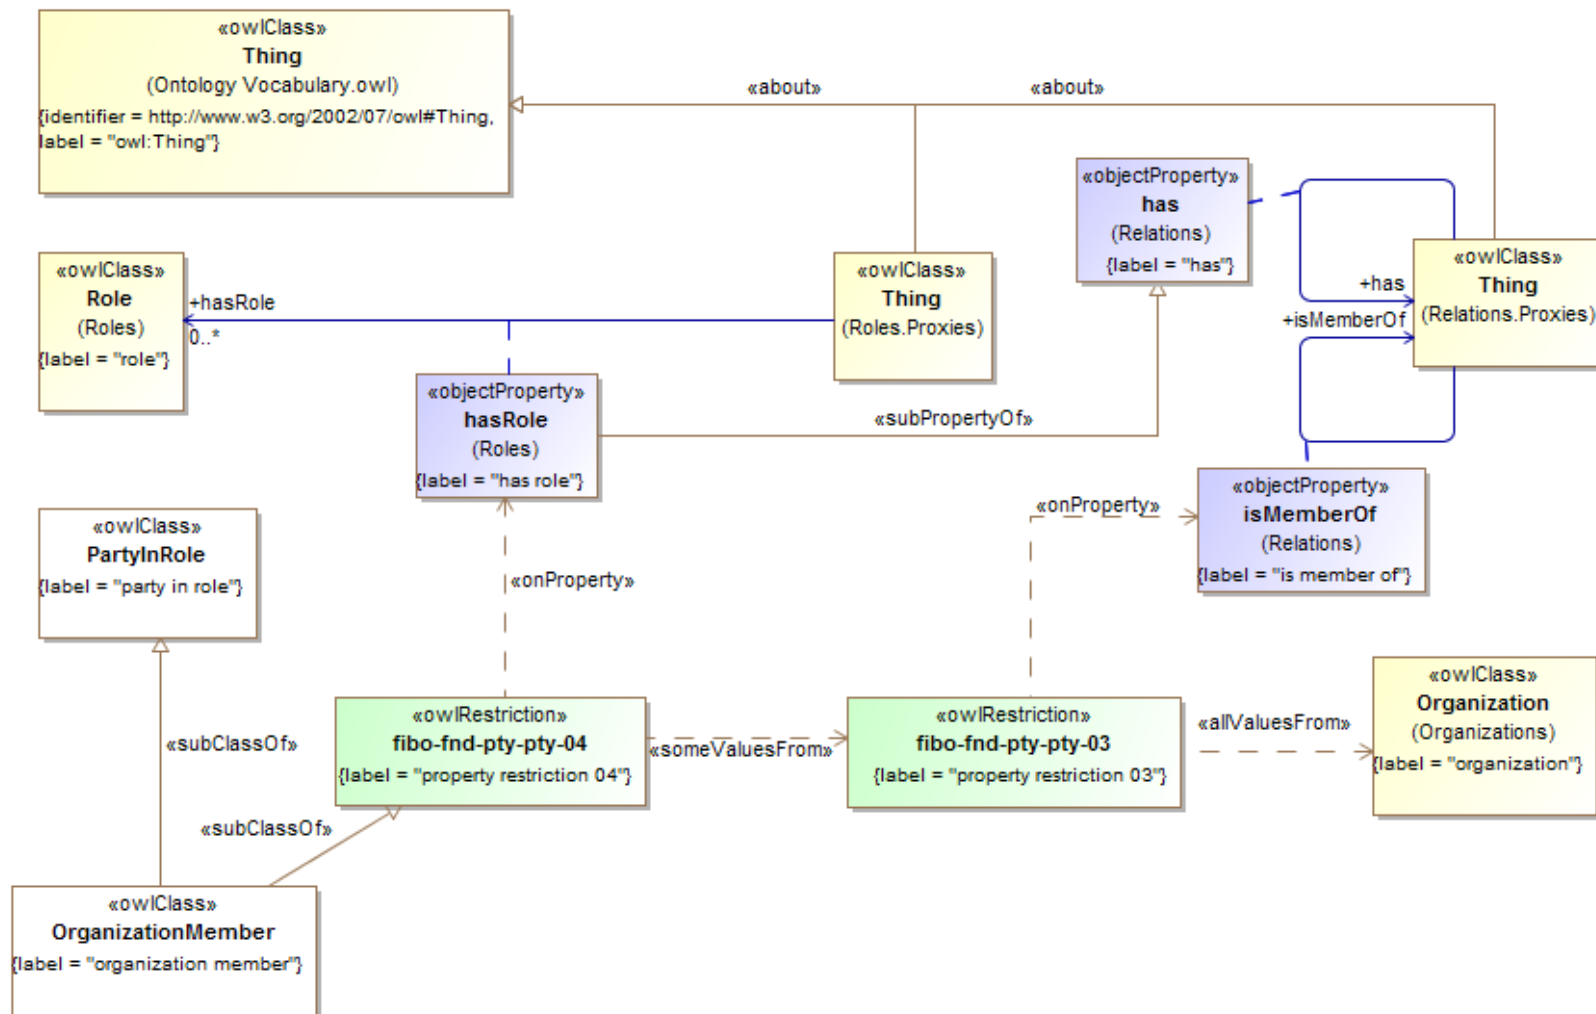 «owlClass»
Thing
(Ontology Vocabulary.owl)
{identifier = http://www.w3.org/2002/07/owl#Thing,
label = "owl:Thing"}
«about»
«about»
«objectProperty»
has
(Relations)
{label = "has"}
«owlClass»
Role
(Roles)
{label = "role"}
+hasRole
0..*
«owlClass»
Thing
(Roles.Proxies)
+has
+isMemberOf
«owlClass»
Thing
(Relations.Proxies)
«objectProperty»
hasRole
(Roles)
{label = "has role"}
«subPropertyOf»
«objectProperty»
isMemberOf
(Relations)
{label = "is member of"}
«onProperty»
«owlClass»
PartyInRole
{label = "party in role"}
«onProperty»
«owlRestriction»
fibo-fnd-pty-pty-04
{label = "property restriction 04"}
«someValuesFrom»
«owlRestriction»
fibo-fnd-pty-pty-03
{label = "property restriction 03"}
«allValuesFrom»
«owlClass»
Organization
(Organizations)
{label = "organization"}
«subClassOf»
«subClassOf»
«owlClass»
OrganizationMember
{label = "organization member"}